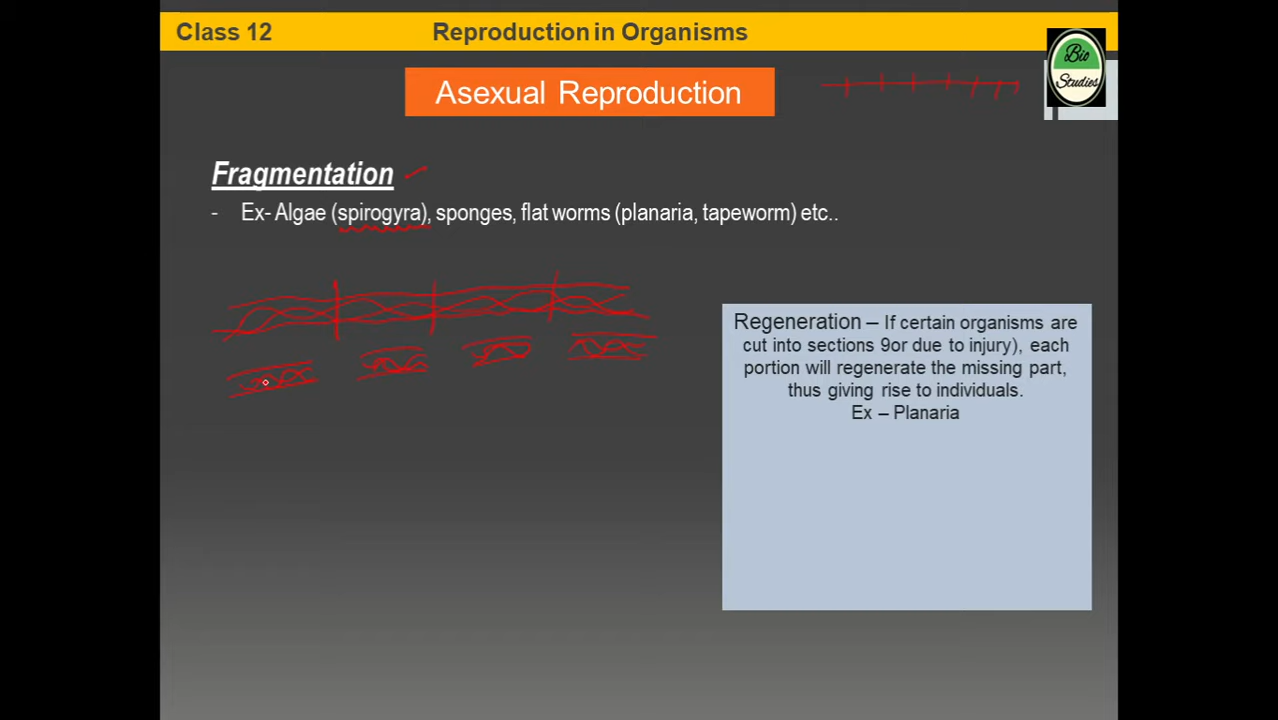 Class 12 Reproduction in Organisms
Bio
Studies
Asexual Reproduction
Fragmentation
- Ex- Algae (spirogyra), sponges, flat worms (planaria, tapeworm) etc..
Regeneration – If certain organisms are
cut into sections 9or due to injury), each
portion will regenerate the missing part,
thus giving rise to individuals.
Ex – Planaria